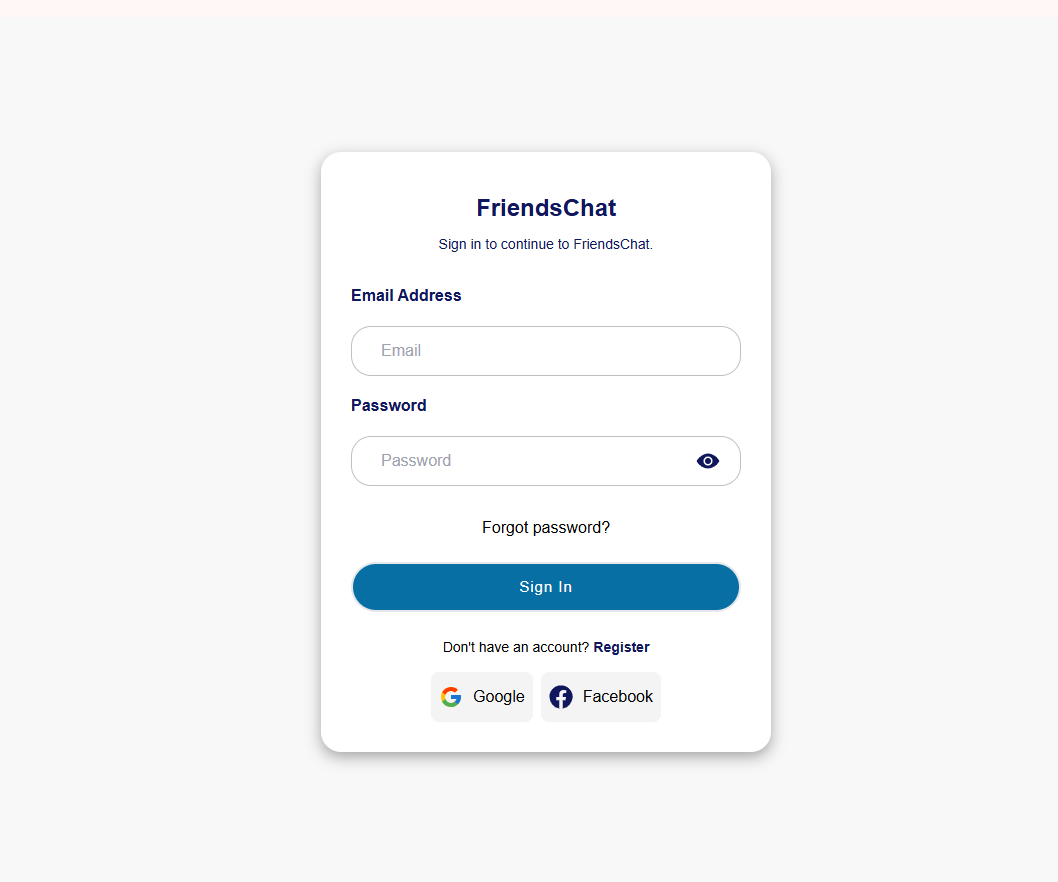 FriendsChat
Sign in to continue to FriendsChat.
Email Address
Email
Password
Password
Forgot password?
Sign In
Don't have an account? Register
Google Facebook